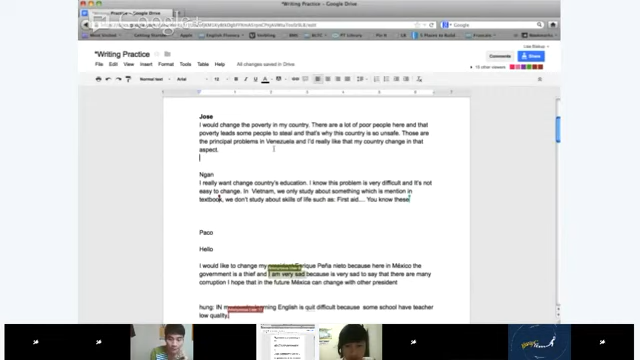 *Writing Practice – Google Drive
*Writing Practice
File Edit View Insert Format Tools Table Help All changes saved in Drive
Comments Share
Normal text Arial
Jose
I would change the poverty in my country. There are a lot of poor people here and that
poverty leads some people to steal and that's why this country is so unsafe. Those are
the principal problems in Venezuela and I'd really like that my country change in that
aspect.
Ngan
I really want change country's education. I know this problem is very difficult and it's not
easy to change. In Vietnam, we only study about something which is mention in
textbook, we don't study about skills of life such as: First aid.... You know these
Paco
Hello
I would like to change my Enrique Peña nieto because here in México the
government is a thief and I am very sad because is very sad to say that there are many
corruption I hope that in the future México can change with other president
hung: IN my learning English is quit difficult because some school have teacher
low quality.